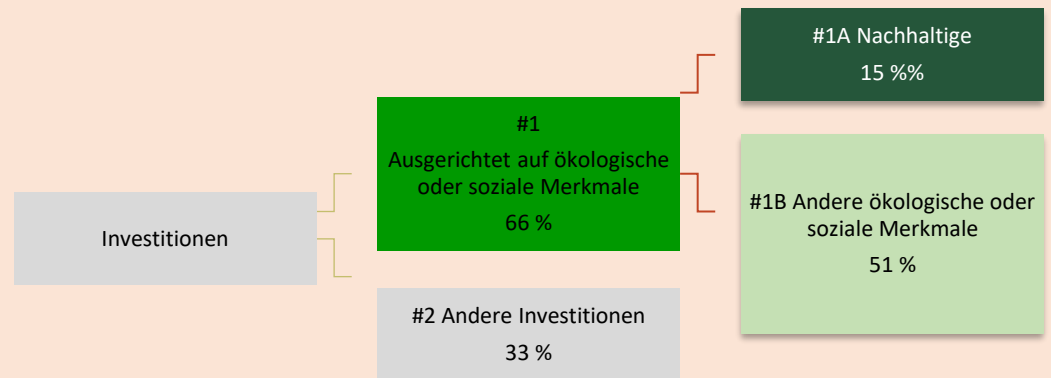 Investitionen
#1
Ausgerichtet auf ökologische
oder soziale Merkmale
66 %
#2 Andere Investitionen
33 %
#1A Nachhaltige
15 %%
#1B Andere ökologische oder
soziale Merkmale
51 %